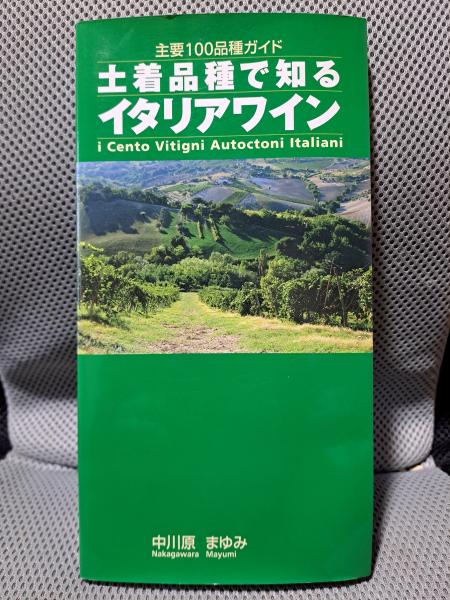 主要100品種ガイド
土着品種で知る
イタリアワイン
i Cento Vitigni Autoctoni Italiani
中川原 まゆみ
Nakagawara Mayumi